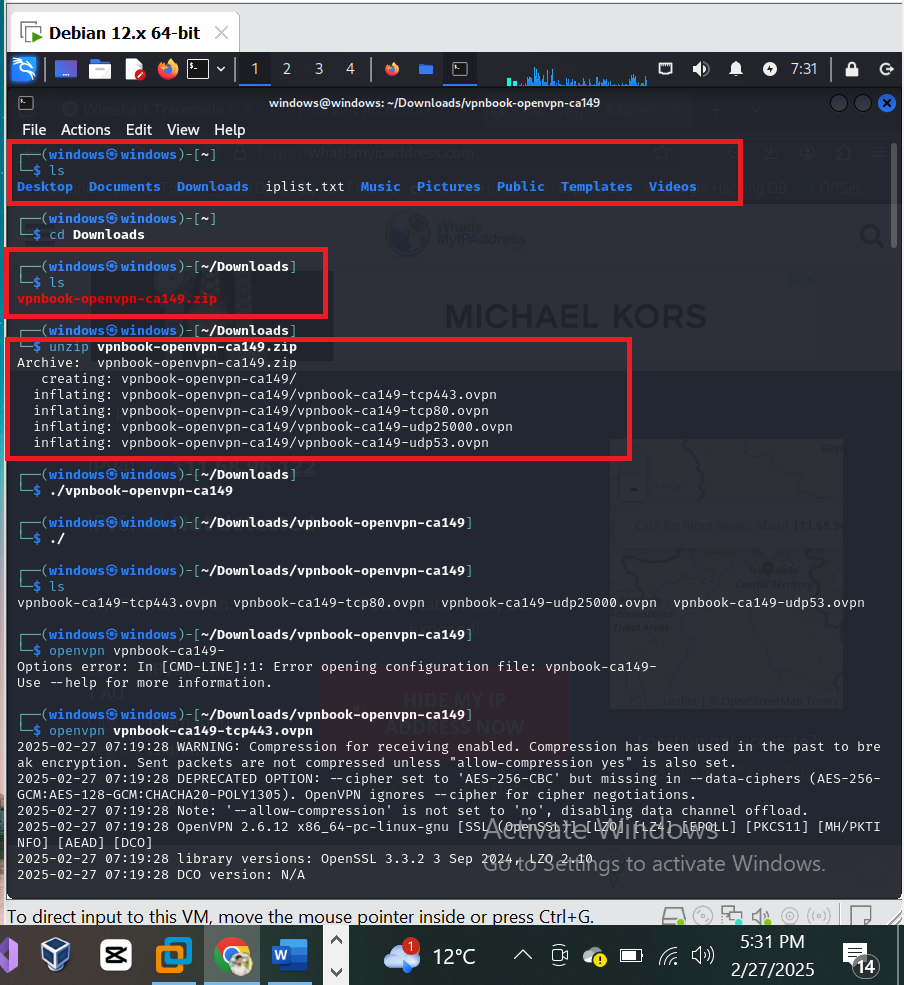 Debian 12.x 64-bit
1 2 3 4 7:31
windows@windows: ~/Downloads/vpnbook-openvpn-ca149
File Actions Edit View Help
┌──(windows㉿windows)-[~]
└─$ ls
Desktop Documents Downloads iplist.txt Music Pictures Public Templates Videos
┌──(windows㉿windows)-[~]
└─$ cd Downloads
┌──(windows㉿windows)-[~/Downloads]
└─$ ls
vpnbook-openvpn-ca149.zip
MICHAEL KORS
┌──(windows㉿windows)-[~/Downloads]
└─$ unzip vpnbook-openvpn-ca149.zip
Archive:  vpnbook-openvpn-ca149.zip
creating: vpnbook-openvpn-ca149/
inflating: vpnbook-openvpn-ca149/vpnbook-ca149-tcp443.ovpn
inflating: vpnbook-openvpn-ca149/vpnbook-ca149-tcp80.ovpn
inflating: vpnbook-openvpn-ca149/vpnbook-ca149-udp25000.ovpn
inflating: vpnbook-openvpn-ca149/vpnbook-ca149-udp53.ovpn
┌──(windows㉿windows)-[~/Downloads]
└─$ ./vpnbook-openvpn-ca149
┌──(windows㉿windows)-[~/Downloads/vpnbook-openvpn-ca149]
└─$ ./
┌──(windows㉿windows)-[~/Downloads/vpnbook-openvpn-ca149]
└─$ ls
vpnbook-ca149-tcp443.ovpn vpnbook-ca149-tcp80.ovpn vpnbook-ca149-udp25000.ovpn vpnbook-ca149-udp53.ovpn
┌──(windows㉿windows)-[~/Downloads/vpnbook-openvpn-ca149]
└─$ openvpn vpnbook-ca149-
Options error: In [CMD-LINE]:1: Error opening configuration file: vpnbook-ca149-
Use --help for more information.
HIDE MY IP
ADDRESS NOW
┌──(windows㉿windows)-[~/Downloads/vpnbook-openvpn-ca149]
└─$ openvpn vpnbook-ca149-tcp443.ovpn
2025-02-27 07:19:28 WARNING: Compression for receiving enabled. Compression has been used in the past to bre
ak encryption. Sent packets are not compressed unless "allow-compression yes" is also set.
2025-02-27 07:19:28 DEPRECATED OPTION: --cipher set to 'AES-256-CBC' but missing in --data-ciphers (AES-256-
GCM:AES-128-GCM:CHACHA20-POLY1305). OpenVPN ignores --cipher for cipher negotiations.
2025-02-27 07:19:28 Note: '--allow-compression' is not set to 'no', disabling data channel offload.
2025-02-27 07:19:28 OpenVPN 2.6.12 x86_64-pc-linux-gnu [SSL (OpenSSL)] [LZO] [LZ4] [EPOLL] [PKCS11] [MH/PKTI
NFO] [AEAD] [DCO]
2025-02-27 07:19:28 library versions: OpenSSL 3.3.2 3 Sep 2024, LZO 2.10
2025-02-27 07:19:28 DCO version: N/A
Activate Windows
Go to Settings to activate Windows.
To direct input to this VM, move the mouse pointer inside or press Ctrl+G.
1 12°C 5:31 PM
2/27/2025 14